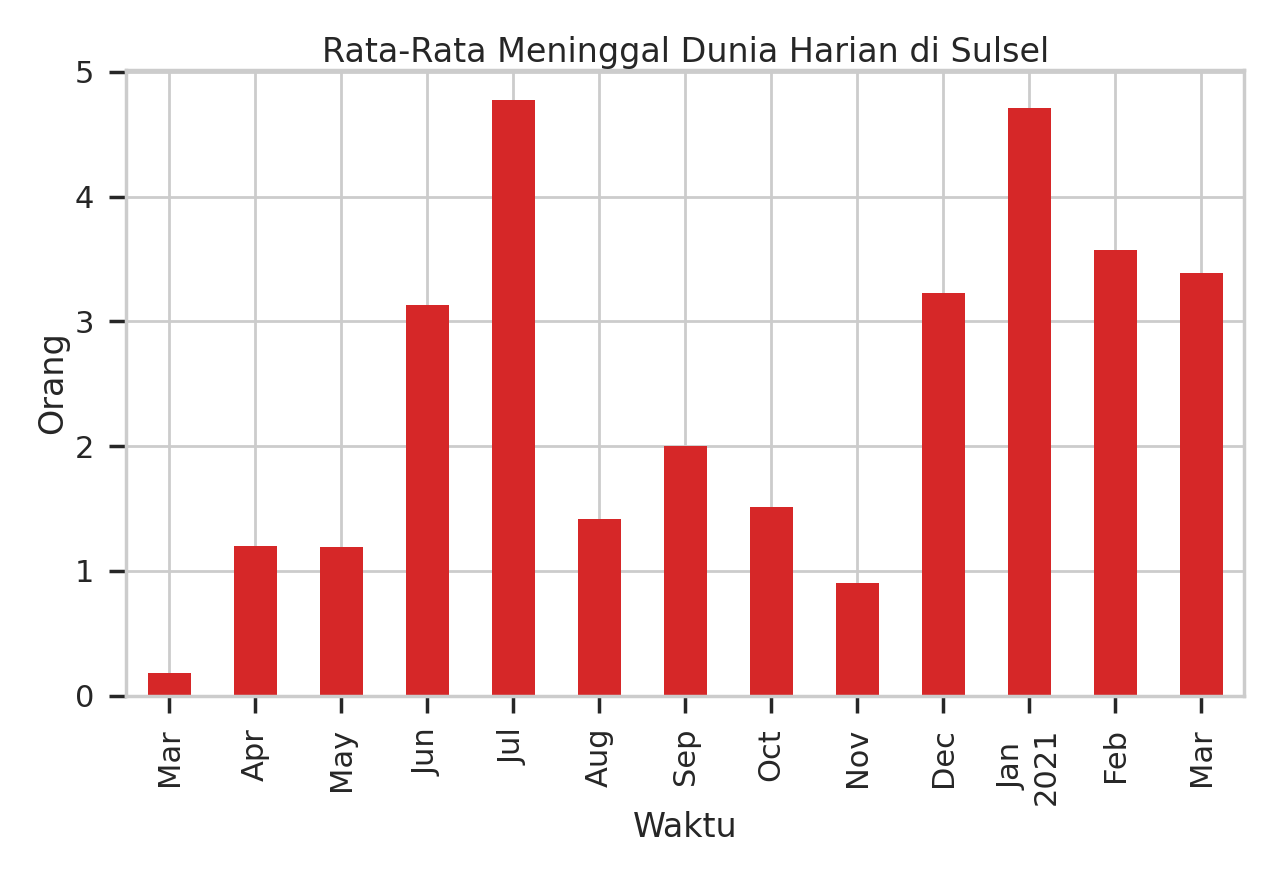 Rata-Rata Meninggal Dunia Harian di Sulsel
5
4
3
2
1
0
Orang
Mar
Apr
May
Jun
Jul
Aug
Sep
Oct
Nov
Dec
Jan
2021
Feb
Mar
Waktu